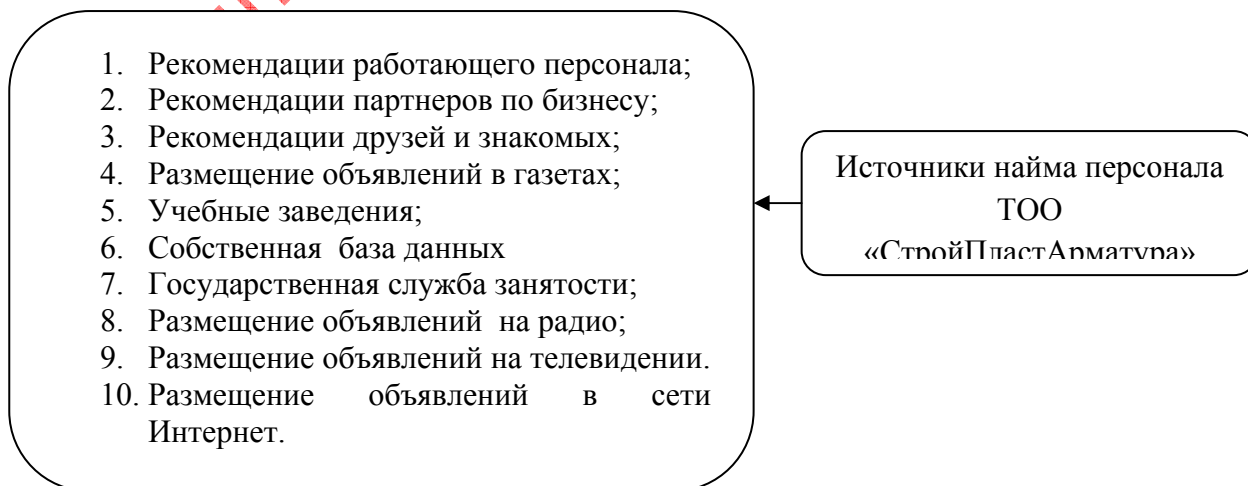 1. Рекомендации работающего персонала;
2. Рекомендации партнеров по бизнесу;
3. Рекомендации друзей и знакомых;
4. Размещение объявлений в газетах;
5. Учебные заведения;
6. Собственная база данных
7. Государственная служба занятости;
8. Размещение объявлений на радио;
9. Размещение объявлений на телевидении.
10. Размещение объявлений в сети
Интернет.
Источники найма персонала
ТОО
«СтройПластАрматура»